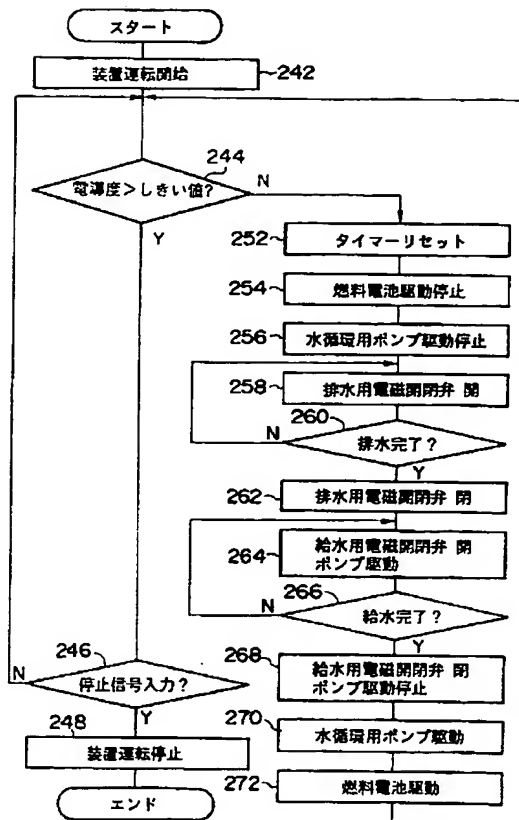 スタート
装置運転開始 242
244
電導度>しきい値?
N
Y
252 タイマーリセット
254 燃料電池駆動停止
256 水循環用ポンプ駆動停止
258 排水用電磁開閉弁 開
260
N 排水完了?
Y
262 排水用電磁開閉弁 閉
264 給水用電磁開閉弁 開
ポンプ駆動
266
N 給水完了?
Y
268 給水用電磁開閉弁 閉
ポンプ駆動停止
270 水循環用ポンプ駆動
272 燃料電池駆動
246
N 停止信号入力?
Y
248
装置運転停止
エンド